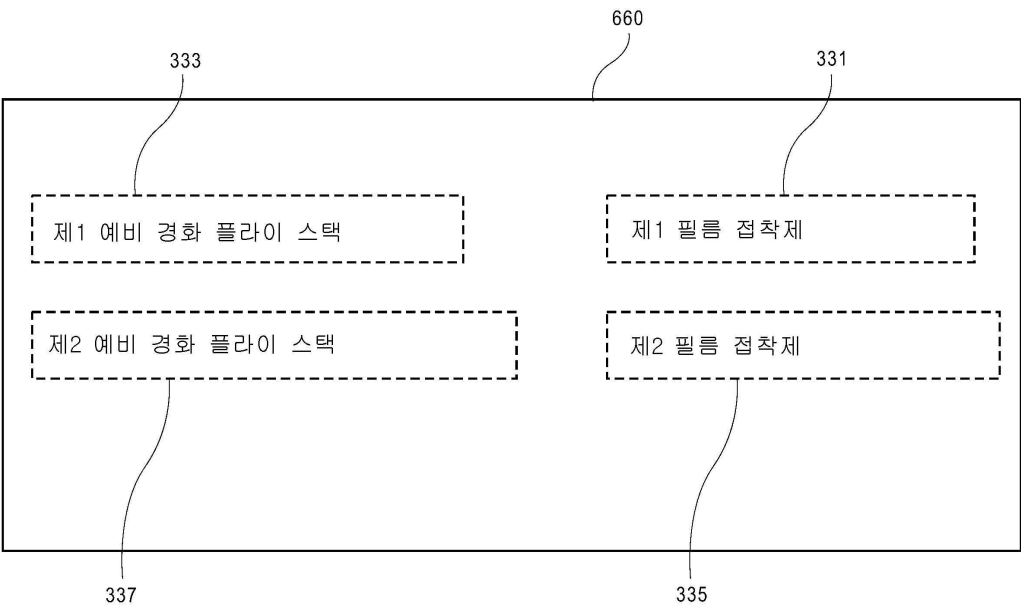 660
333
331
제1 예비 경화 플라이 스택
제1 필름 접착제
제2 예비 경화 플라이 스택
제2 필름 접착제
337
335